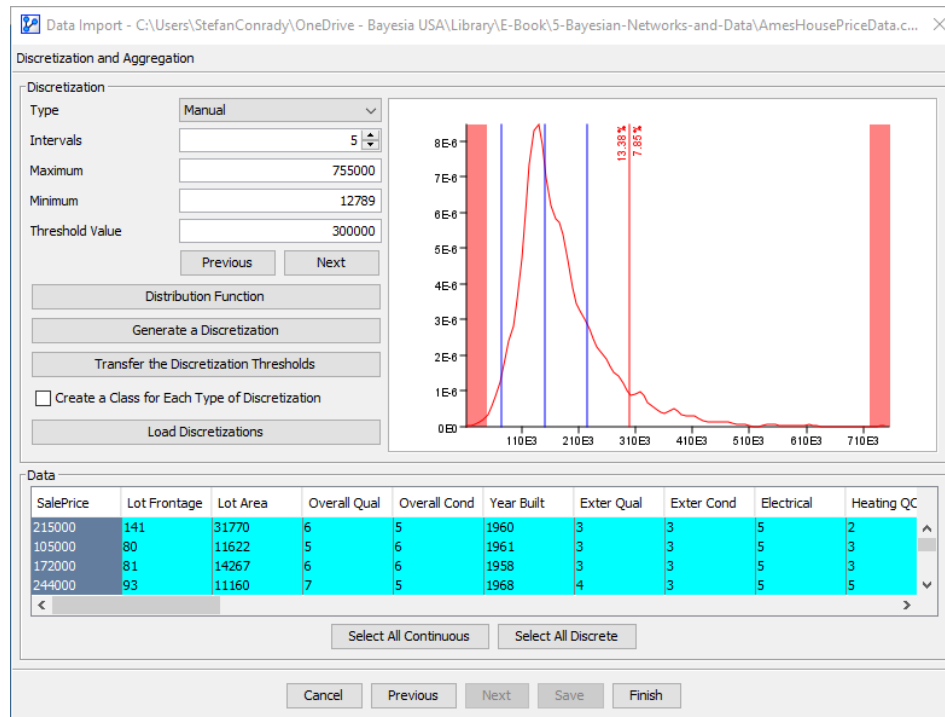 Data Import - C:\Users\StefanConrady\OneDrive - Bayesia USA\Library\E-Book\5-Bayesian-Networks-and-Data\AmesHousePriceData.c...
Discretization and Aggregation
Discretization
Type Manual
Intervals 5
Maximum 755000
Minimum 12789
Threshold Value 300000
Previous Next
Distribution Function
Generate a Discretization
Transfer the Discretization Thresholds
Create a Class for Each Type of Discretization
Load Discretizations
13.38 %
7.85 %
8E-6
7E-6
6E-6
5E-6
4E-6
3E-6
2E-6
1E-6
0E0
110E3 210E3 310E3 410E3 510E3 610E3 710E3
Data
SalePrice Lot Frontage Lot Area Overall Qual Overall Cond Year Built Exter Qual Exter Cond Electrical Heating QC
215000 141 31770 6 5 1960 3 3 5 2
105000 80 11622 5 6 1961 3 3 5 3
172000 81 14267 6 6 1958 3 3 5 3
244000 93 11160 7 5 1968 4 3 5 5
Select All Continuous Select All Discrete
Cancel Previous Next Save Finish